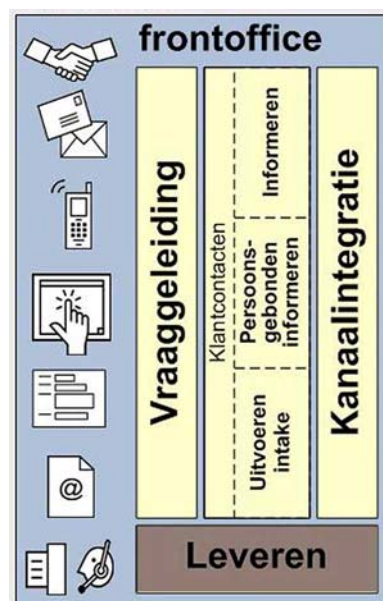 frontoffice
Vraaggeleiding
Klantcontacten
Informeren
Persoons-
gebonden
informeren
Uitvoeren
intake
Kanaalintegratie
@
Leveren